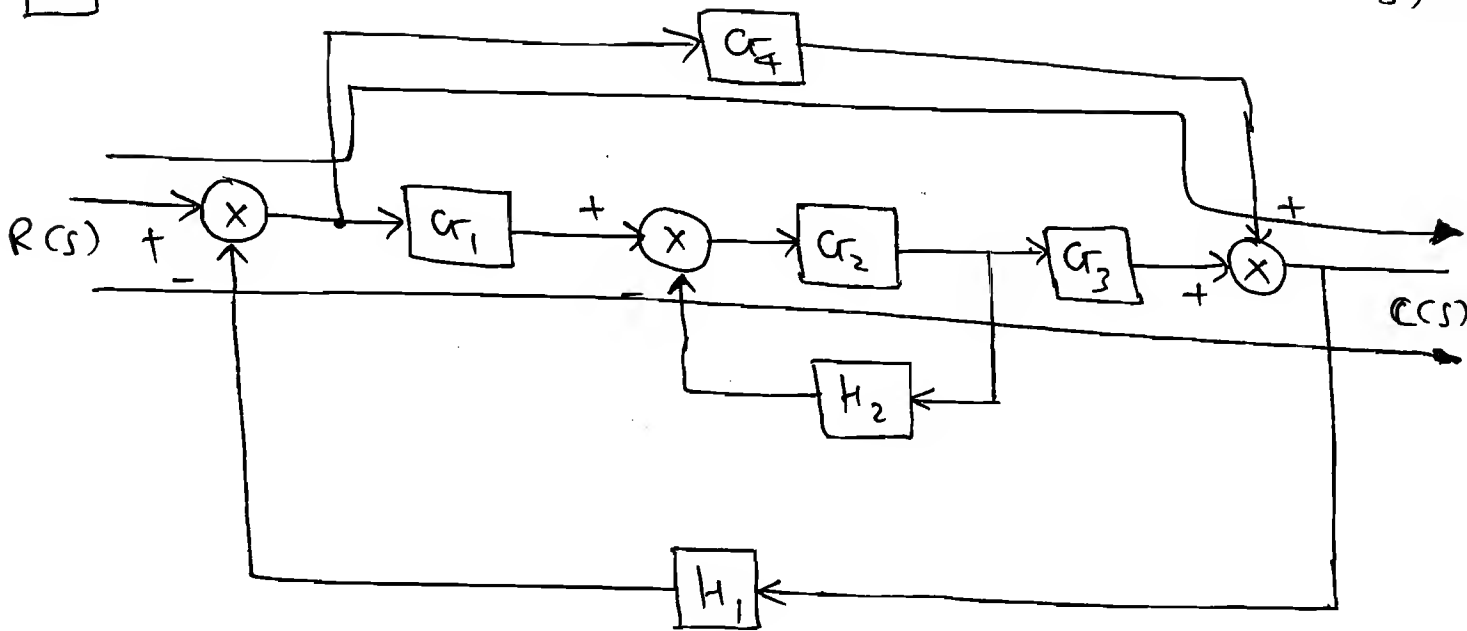 G4
R(s) + - G1 + - G2 G3 + + C(s)
H2
H1